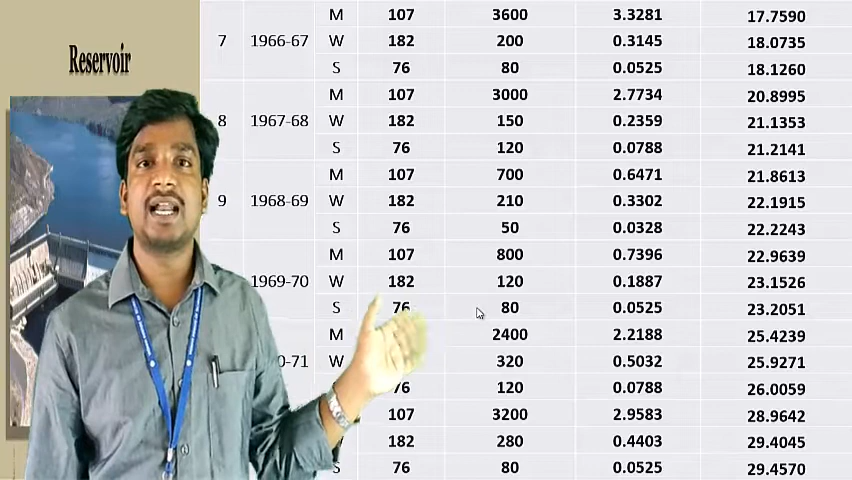 Reservoir
M 107 3600 3.3281 17.7590
7 1966-67 W 182 200 0.3145 18.0735
S 76 80 0.0525 18.1260
M 107 3000 2.7734 20.8995
8 1967-68 W 182 150 0.2359 21.1353
S 76 120 0.0788 21.2141
M 107 700 0.6471 21.8613
9 1968-69 W 182 210 0.3302 22.1915
S 76 50 0.0328 22.2243
M 107 800 0.7396 22.9639
1969-70 W 182 120 0.1887 23.1526
S 76 80 0.0525 23.2051
M 2400 2.2188 25.4239
0-71 W 320 0.5032 25.9271
76 120 0.0788 26.0059
107 3200 2.9583 28.9642
182 280 0.4403 29.4045
S 76 80 0.0525 29.4570